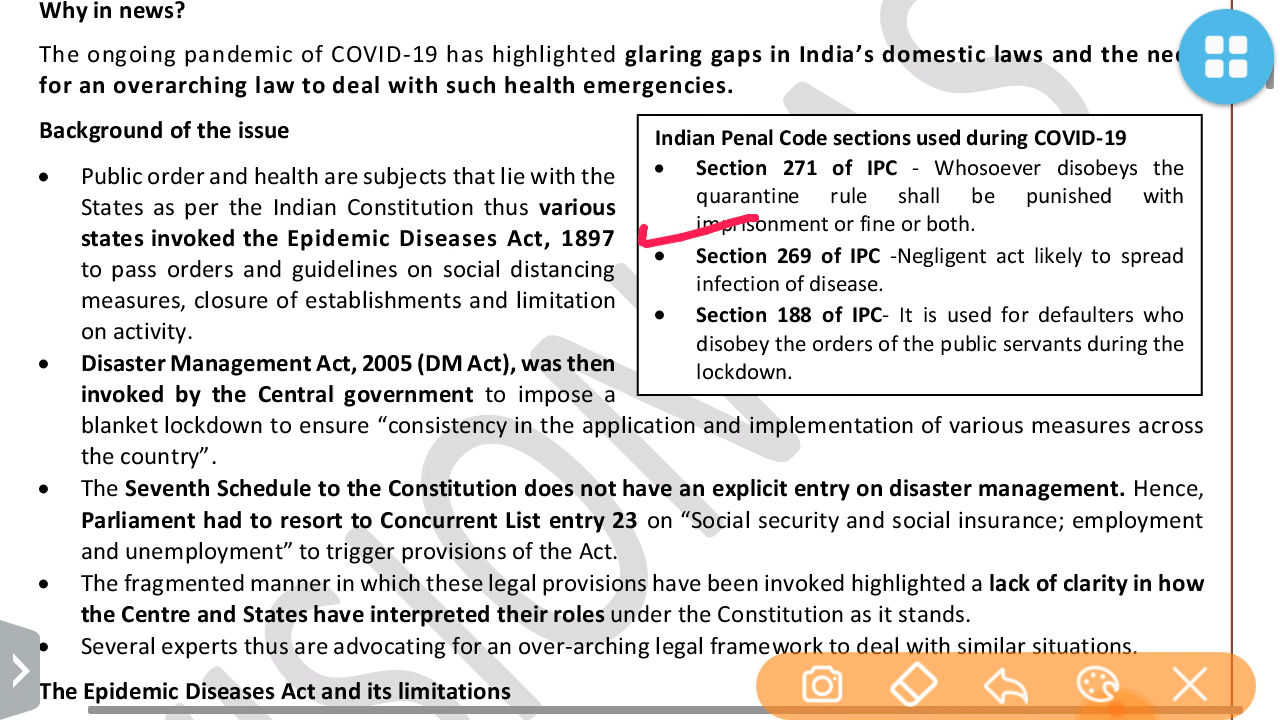 Why in news?
The ongoing pandemic of COVID-19 has highlighted glaring gaps in India’s domestic laws and the
for an overarching law to deal with such health emergencies.
Background of the issue
• Public order and health are subjects that lie with the
States as per the Indian Constitution thus various
states invoked the Epidemic Diseases Act, 1897
to pass orders and guidelines on social distancing
measures, closure of establishments and limitation
on activity.
Indian Penal Code sections used during COVID-19
• Section 271 of IPC - Whosoever disobeys the
quarantine rule shall be punished with
imprisonment or fine or both.
• Section 269 of IPC -Negligent act likely to spread
infection of disease.
• Section 188 of IPC- It is used for defaulters who
disobey the orders of the public servants during the
lockdown.
• Disaster Management Act, 2005 (DM Act), was then
invoked by the Central government to impose a
blanket lockdown to ensure “consistency in the application and implementation of various measures across
the country”.
• The Seventh Schedule to the Constitution does not have an explicit entry on disaster management. Hence,
Parliament had to resort to Concurrent List entry 23 on “Social security and social insurance; employment
and unemployment” to trigger provisions of the Act.
• The fragmented manner in which these legal provisions have been invoked highlighted a lack of clarity in how
the Centre and States have interpreted their roles under the Constitution as it stands.
• Several experts thus are advocating for an over-arching legal framework to deal with similar situations.
The Epidemic Diseases Act and its limitations